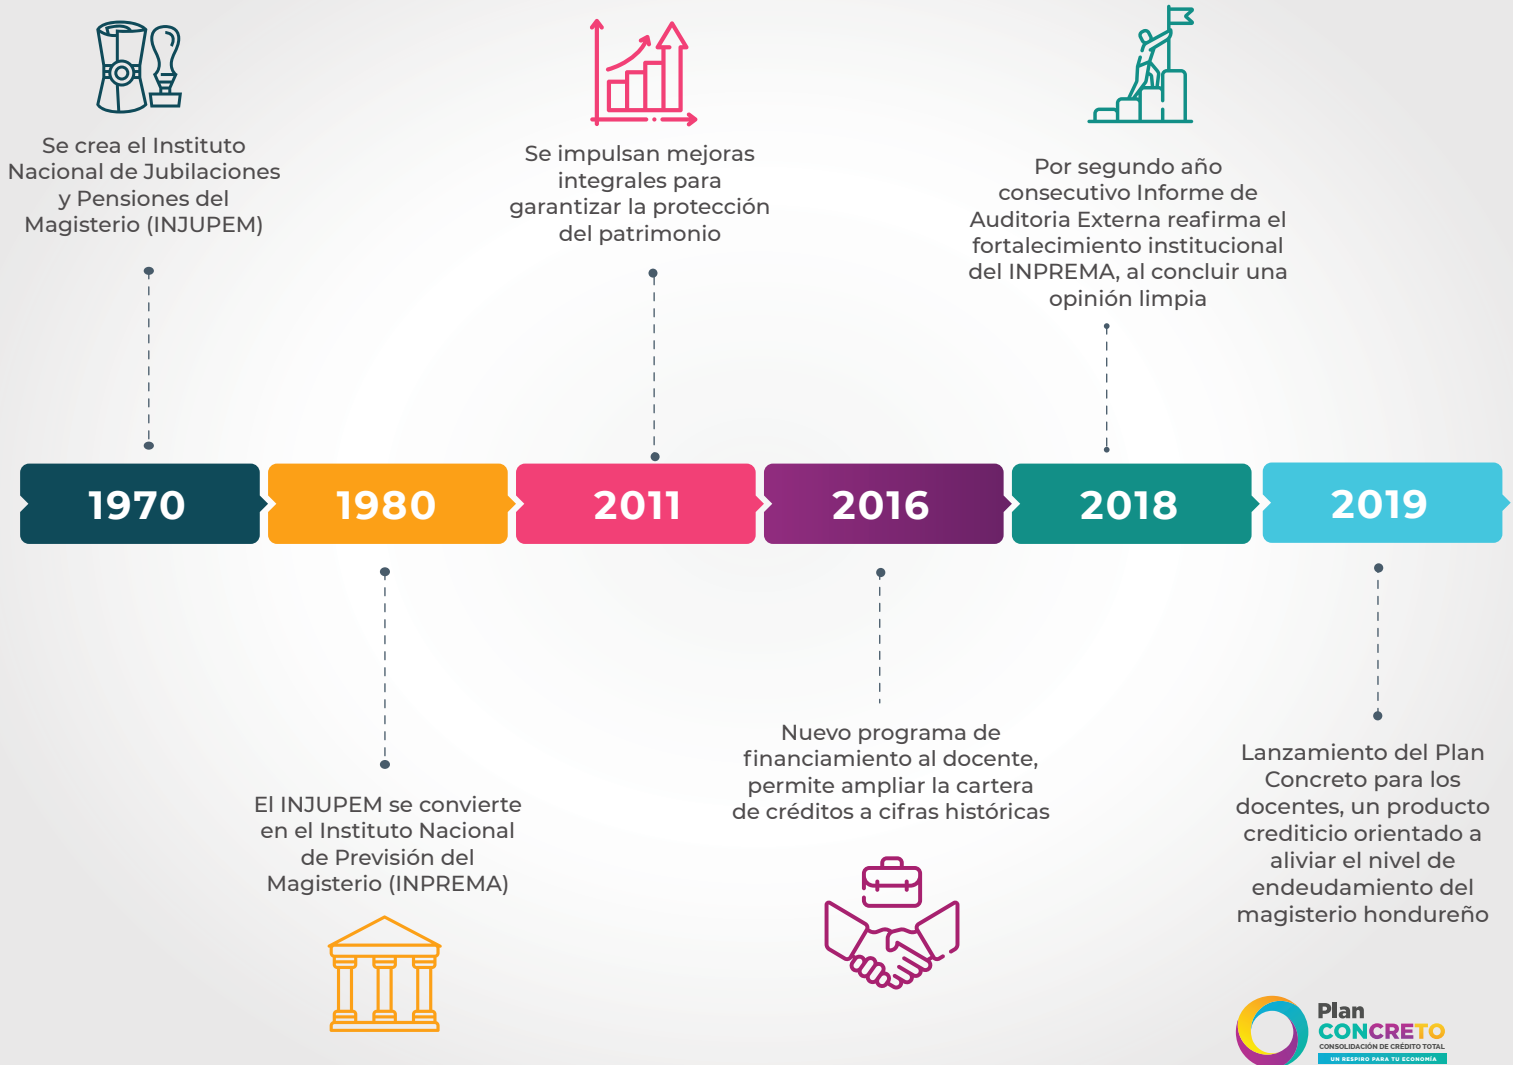 Se crea el Instituto
Nacional de Jubilaciones
y Pensiones del
Magisterio (INJUPEM)
Se impulsan mejoras
integrales para
garantizar la protección
del patrimonio
Por segundo año
consecutivo Informe de
Auditoria Externa reafirma el
fortalecimiento institucional
del INPREMA, al concluir una
opinión limpia
1970
1980
2011
2016
2018
2019
El INJUPEM se convierte
en el Instituto Nacional
de Previsión del
Magisterio (INPREMA)
Nuevo programa de
financiamiento al docente,
permite ampliar la cartera
de créditos a cifras históricas
Lanzamiento del Plan
Concreto para los
docentes, un producto
crediticio orientado a
aliviar el nivel de
endeudamiento del
magisterio hondureño
Plan
CONCRETO
CONSOLIDACIÓN DE CRÉDITO TOTAL
UN RESPIRO PARA TU ECONOMÍA